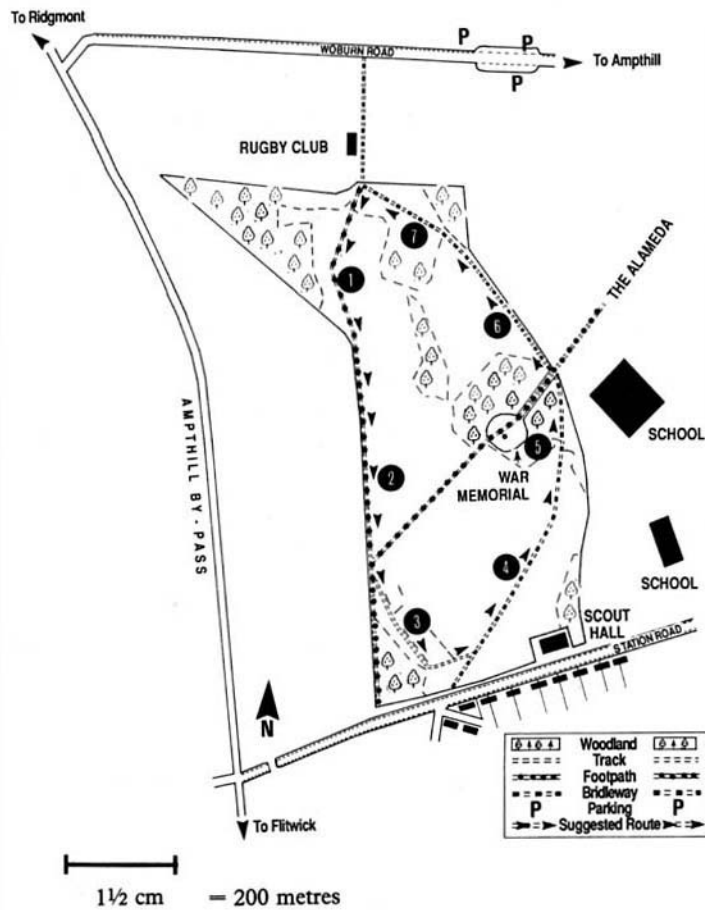 To Ridgmont
WOBURN ROAD
P
P
P
To Ampthill
RUGBY CLUB
THE ALAMEDA
7
1
6
SCHOOL
AMPTHILL BY-PASS
2
5
WAR
MEMORIAL
4
SCHOOL
3
SCOUT
HALL
STATION ROAD
N
To Flitwick
Woodland
Track
Footpath
Bridleway
P Parking P
Suggested Route
1½ cm = 200 metres